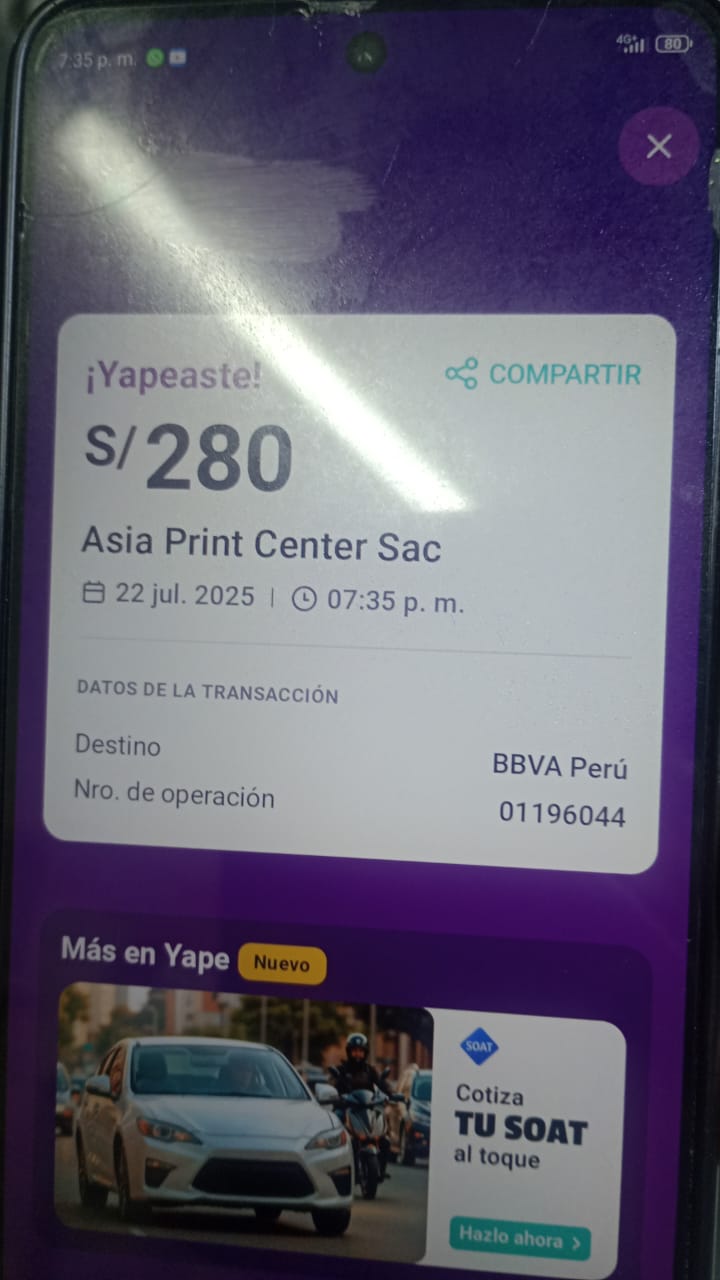 7:35 p. m.
4G+
80
¡Yapeaste!
COMPARTIR
S/280
Asia Print Center Sac
22 jul. 2025 | 07:35 p. m.
DATOS DE LA TRANSACCIÓN
Destino BBVA Perú
Nro. de operación 01196044
Más en Yape Nuevo
SOAT
Cotiza
TU SOAT
al toque
Hazlo ahora >